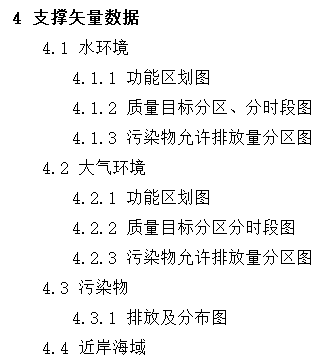 4 支撑矢量数据
4.1 水环境
4.1.1 功能区划图
4.1.2 质量目标分区、分时段图
4.1.3 污染物允许排放量分区图
4.2 大气环境
4.2.1 功能区划图
4.2.2 质量目标分区分时段图
4.2.3 污染物允许排放量分区图
4.3 污染物
4.3.1 排放及分布图
4.4 近岸海域